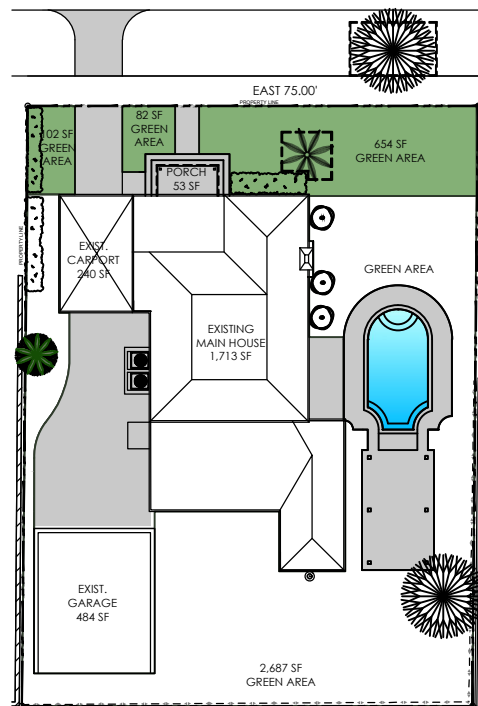 EAST 75.00'
PROPERTY LINE
82 SF
GREEN
AREA
102 SF
GREEN
AREA
654 SF
GREEN AREA
PORCH
53 SF
PROPERTY LINE
EXIST.
CARPORT
240 SF
GREEN AREA
EXISTING
MAIN HOUSE
1,713 SF
EXIST.
GARAGE
484 SF
2,687 SF
GREEN AREA